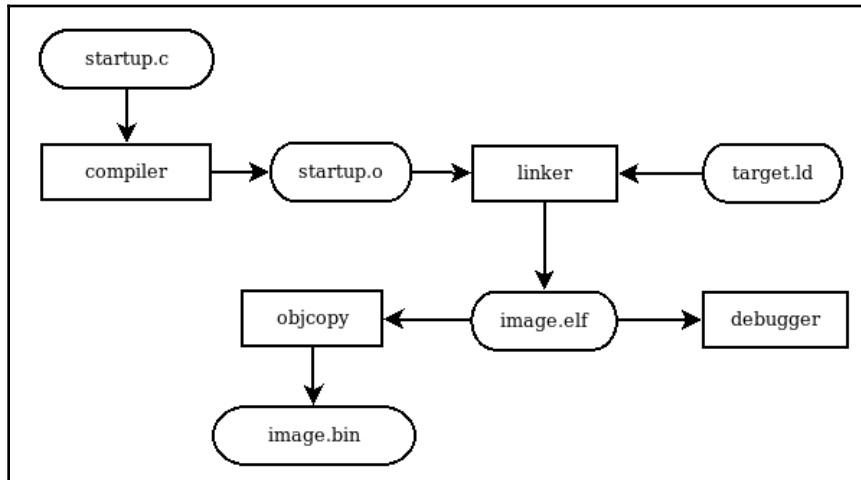 startup.c
compiler
startup.o
linker
target.ld
objcopy
image.elf
debugger
image.bin